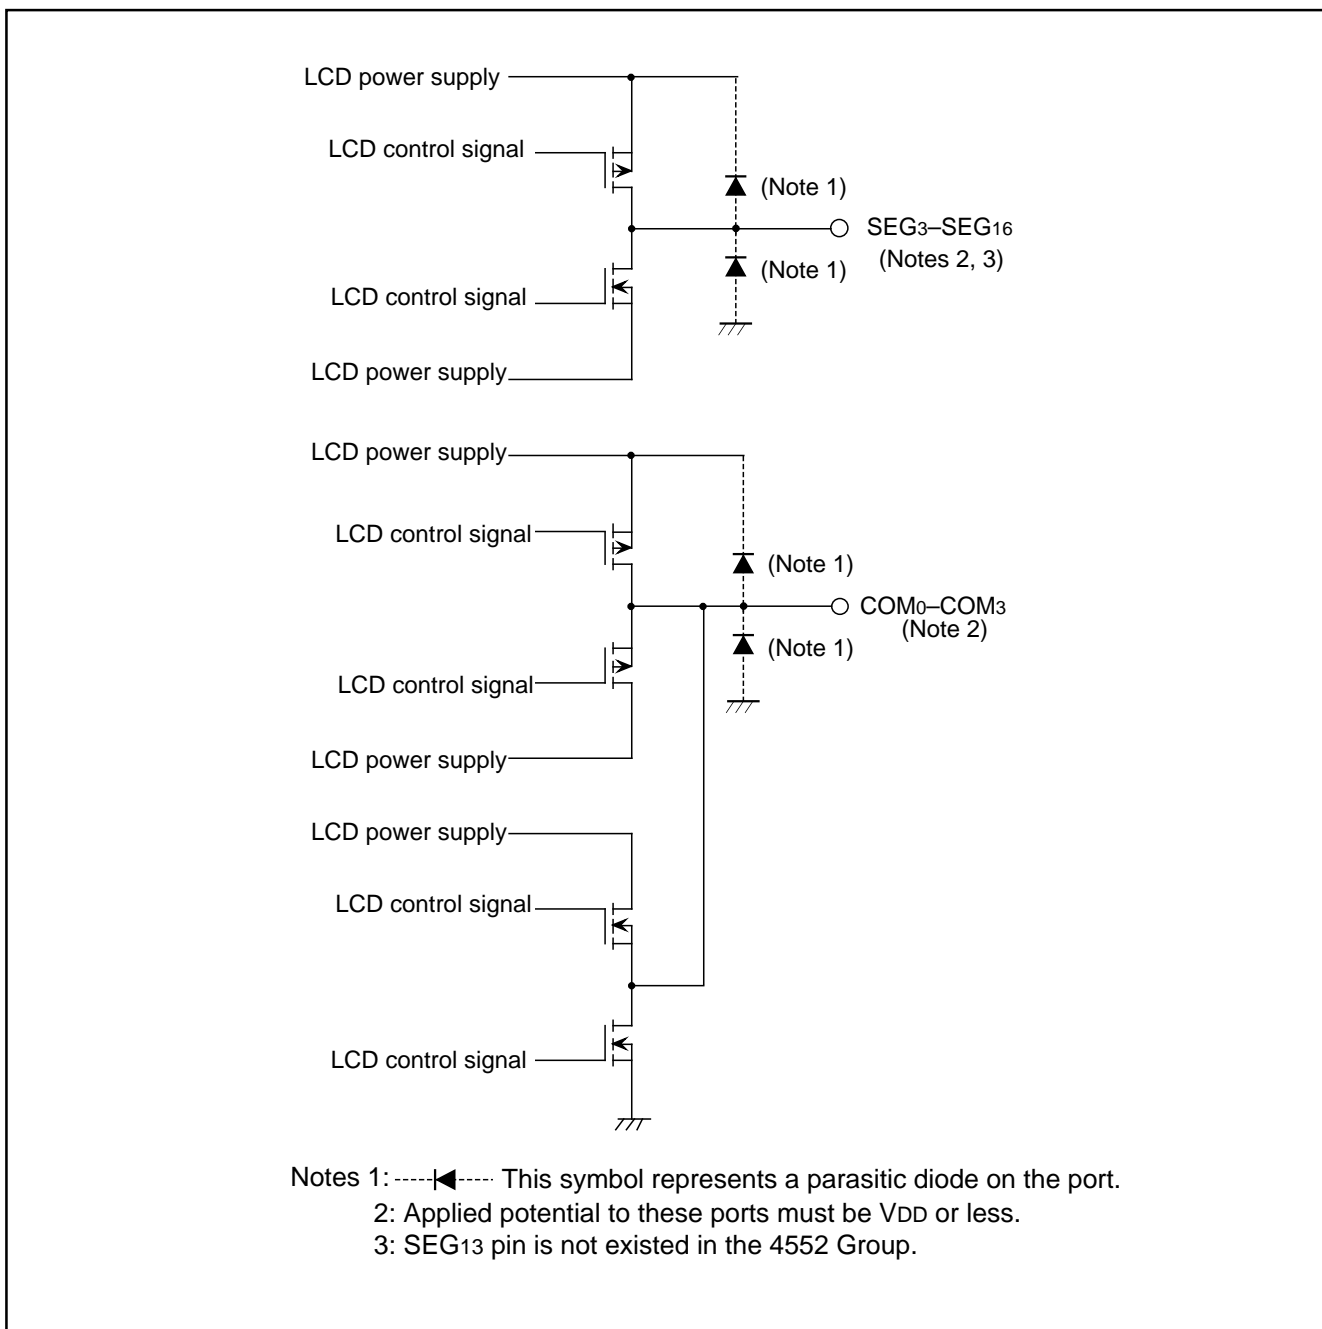 LCD power supply
LCD control signal
(Note 1)
SEG3–SEG16
(Notes 2, 3)
(Note 1)
LCD control signal
LCD power supply
LCD power supply
LCD control signal
(Note 1)
COM0–COM3
(Note 2)
(Note 1)
LCD control signal
LCD power supply
LCD power supply
LCD control signal
LCD control signal
Notes 1: This symbol represents a parasitic diode on the port.
2: Applied potential to these ports must be VDD or less.
3: SEG13 pin is not existed in the 4552 Group.